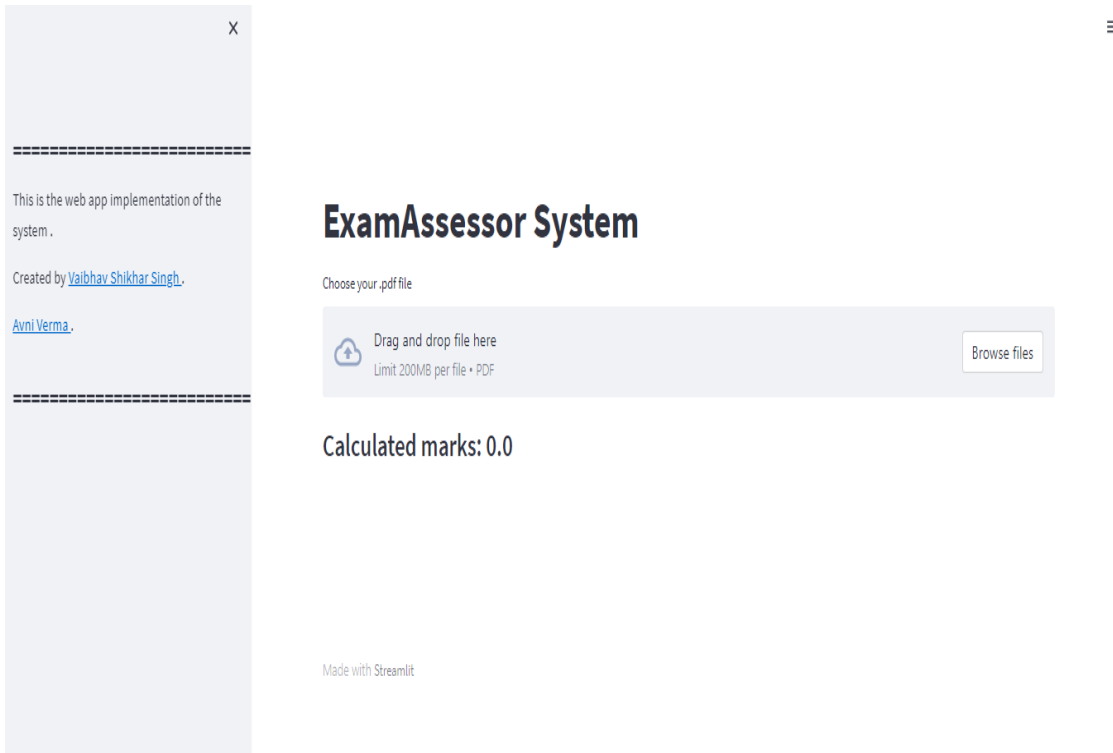 X
==========================
This is the web app implementation of the
system .
Created by Vaibhav Shikhar Singh .
Avni Verma .
==========================
ExamAssessor System
Choose your .pdf file
Drag and drop file here
Limit 200MB per file • PDF
Browse files
Calculated marks: 0.0
Made with Streamlit